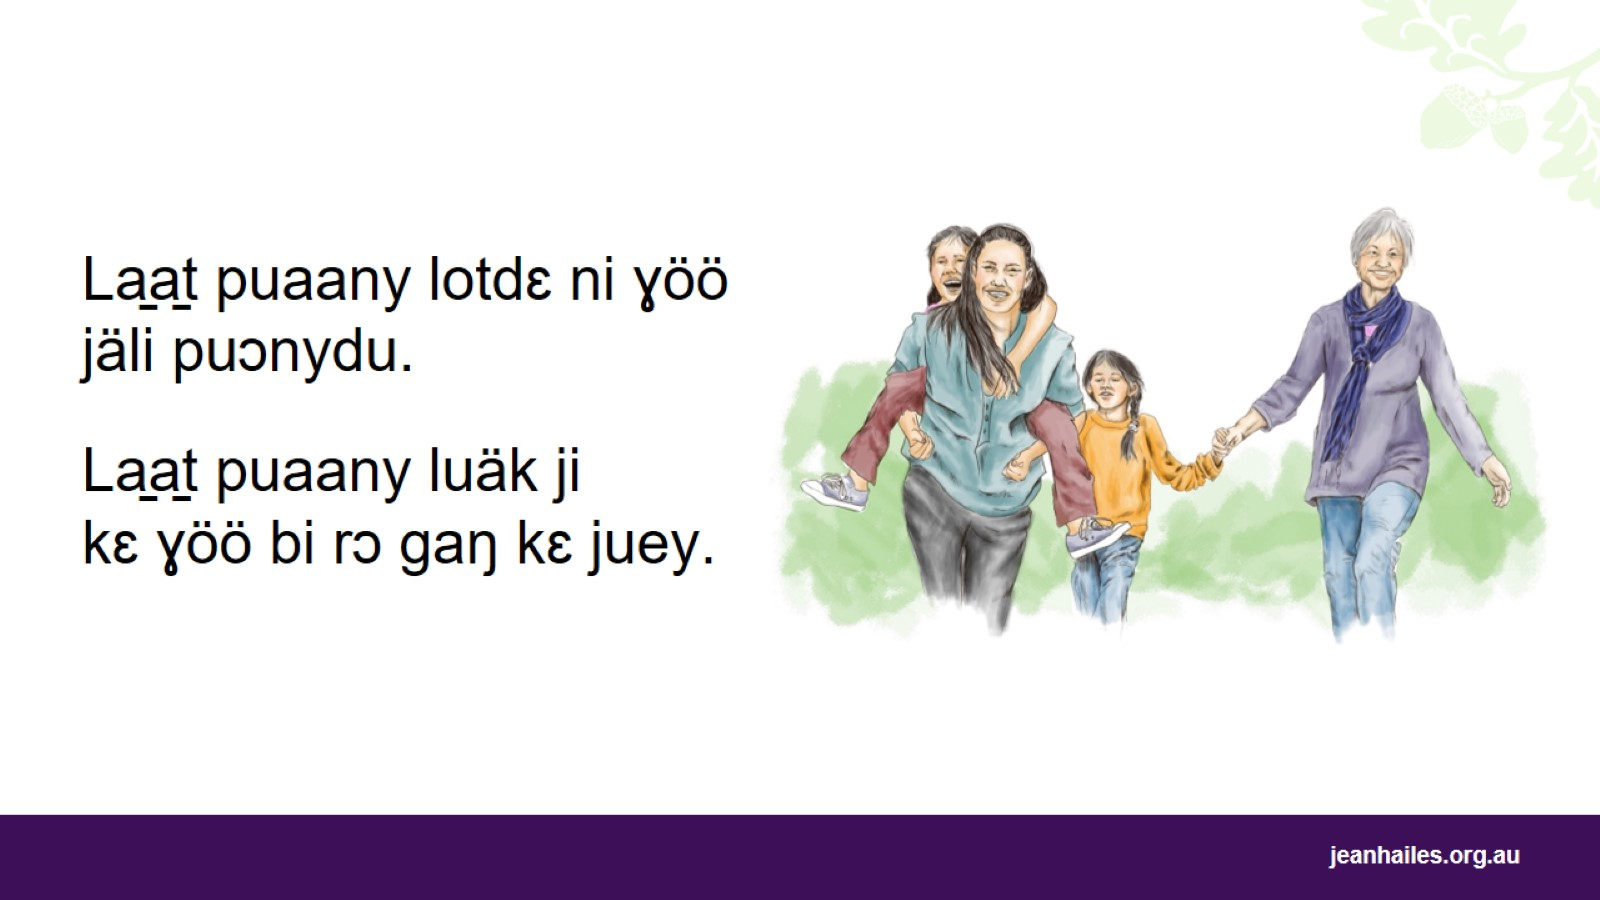 La̱a̱ṯ puaany lotdɛ ni ɣöö
jäli puɔnydu.
La̱a̱ṯ puaany luäk ji
kɛ ɣöö bi rɔ gaŋ kɛ juey.
jeanhailes.org.au